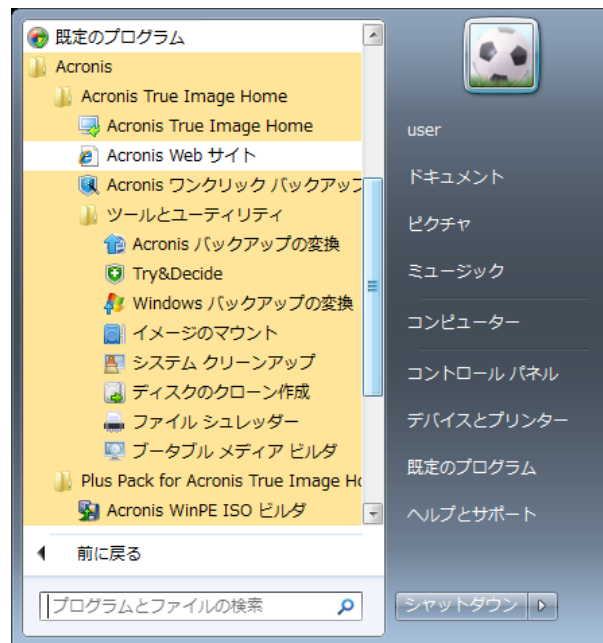 既定のプログラム
Acronis
Acronis True Image Home
Acronis True Image Home
Acronis Web サイト
Acronis ワンクリック バックアップ
ツールとユーティリティ
Acronis バックアップの変換
Try&Decide
Windows バックアップの変換
イメージのマウント
システム クリーンアップ
ディスクのクローン作成
ファイル シュレッダー
ブータブル メディア ビルダ
Plus Pack for Acronis True Image Ho
Acronis WinPE ISO ビルダ
前に戻る
プログラムとファイルの検索
user
ドキュメント
ピクチャ
ミュージック
コンピューター
コントロール パネル
デバイスとプリンター
既定のプログラム
ヘルプとサポート
シャットダウン